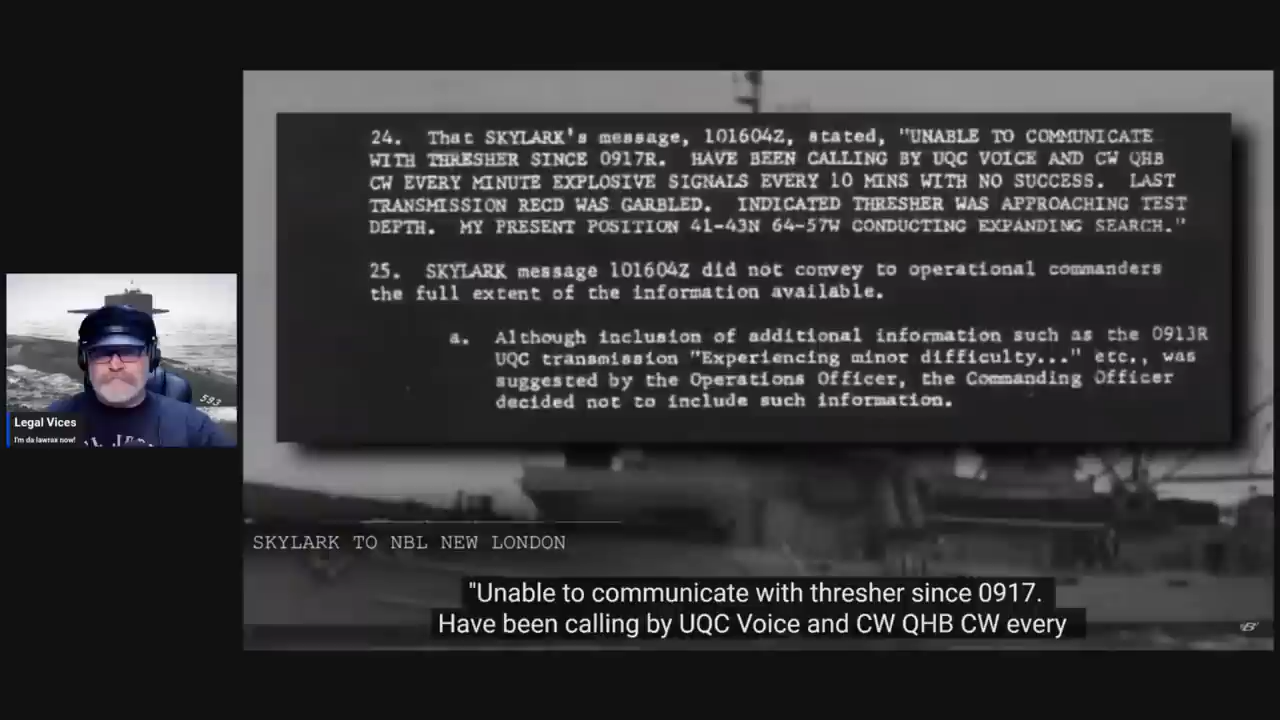 24. That SKYLARK's message, 101604Z, stated, "UNABLE TO COMMUNICATE
WITH THRESHER SINCE 0917R. HAVE BEEN CALLING BY UQC VOICE AND CW QHB
CW EVERY MINUTE EXPLOSIVE SIGNALS EVERY 10 MINS WITH NO SUCCESS. LAST
TRANSMISSION RECD WAS GARBLED. INDICATED THRESHER WAS APPROACHING TEST
DEPTH. MY PRESENT POSITION 41-43N 64-57W CONDUCTING EXPANDING SEARCH."
25. SKYLARK message 101604Z did not convey to operational commanders
the full extent of the information available.
a. Although inclusion of additional information such as the 0913R
UQC transmission "Experiencing minor difficulty..." etc., was
suggested by the Operations Officer, the Commanding Officer
decided not to include such information.
593
Legal Vices
I'm da lawrax now!
SKYLARK TO NBL NEW LONDON
"Unable to communicate with thresher since 0917.
Have been calling by UQC Voice and CW QHB CW every